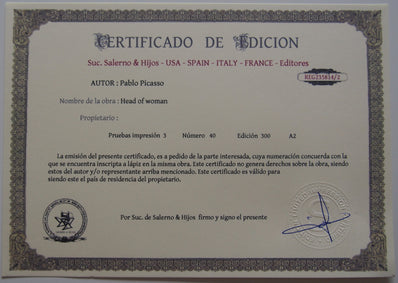 CERTIFICADO DE EDICION
Suc. Salerno & Hijos - USA - SPAIN - ITALY - FRANCE - Editores
AUTOR : Pablo Picasso
Nombre de la obra : Head of woman
Propietario :
Pruebas impresión 3 Número 40 Edición 300 A2
La emisión del presente certificado, es a pedido de la parte interesada, cuya numeración concuerda con la
que se encuentra inscripta a lápiz en la misma obra. Este certificado no genera derechos sobre la obra, siendo
estos del autor y/o representante arriba mencionado. Este certificado es válido para
siendo este el país de residencia del propietario.
Por Suc. de Salerno & Hijos firmo y signo el presente